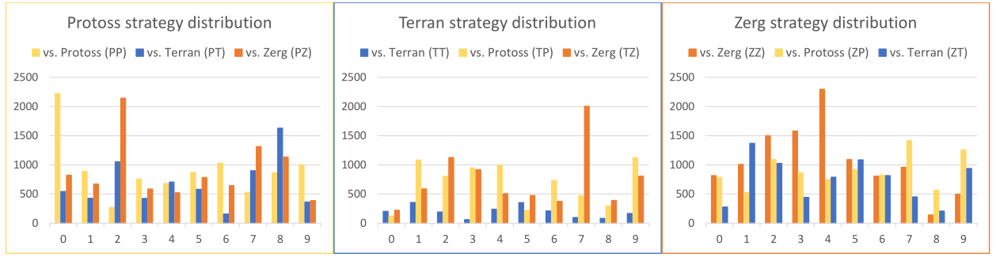 Protoss strategy distribution
vs. Protoss (PP) vs. Terran (PT) vs. Zerg (PZ)
2500
2000
1500
1000
500
0
0 1 2 3 4 5 6 7 8 9
Terran strategy distribution
vs. Terran (TT) vs. Protoss (TP) vs. Zerg (TZ)
2500
2000
1500
1000
500
0
0 1 2 3 4 5 6 7 8 9
Zerg strategy distribution
vs. Zerg (ZZ) vs. Protoss (ZP) vs. Terran (ZT)
2500
2000
1500
1000
500
0
0 1 2 3 4 5 6 7 8 9